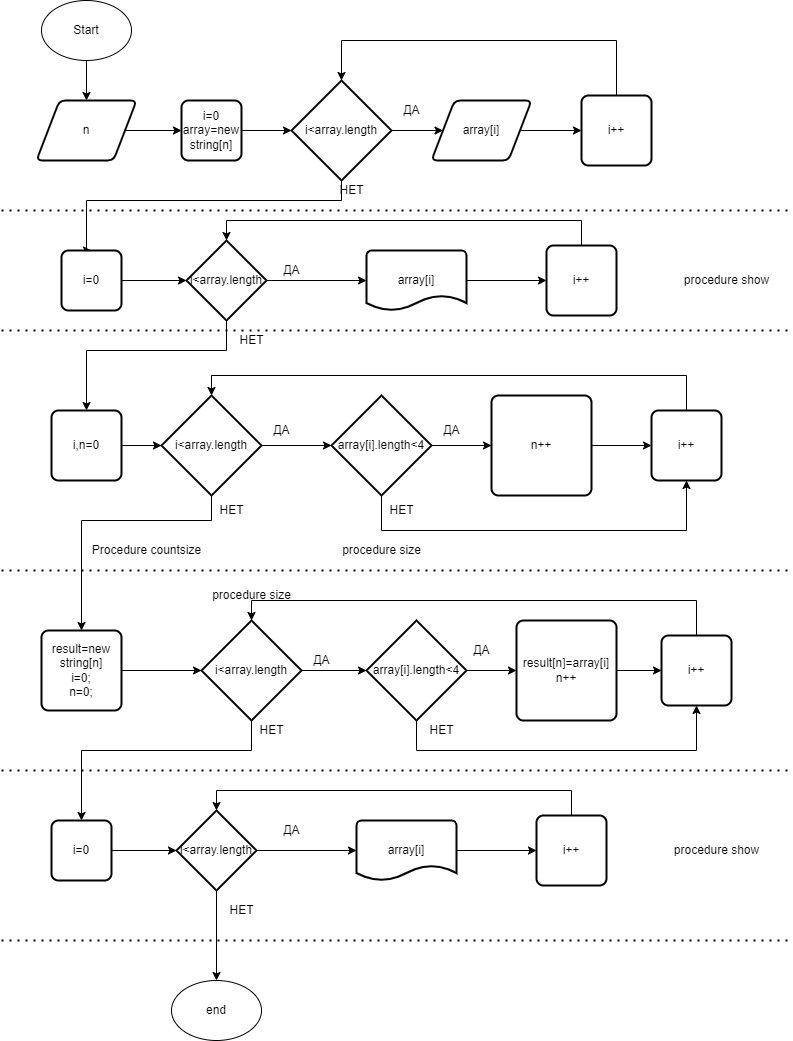 Start
n
i=0
array=new
string[n]
i<array.length
ДА
array[i]
i++
НЕТ
i=0
i<array.length
ДА
array[i]
i++
procedure show
НЕТ
i,n=0
i<array.length
ДА
array[i].length<4
ДА
n++
i++
НЕТ
НЕТ
Procedure countsize
procedure size
procedure size
result=new
string[n]
i=0;
n=0;
i<array.length
ДА
array[i].length<4
ДА
result[n]=array[i]
n++
i++
НЕТ
НЕТ
i=0
i<array.length
ДА
array[i]
i++
procedure show
НЕТ
end